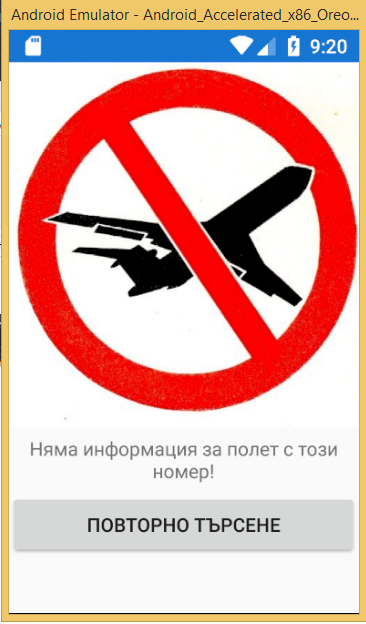 Android Emulator - Android_Accelerated_x86_Oreo...
9:20
Няма информация за полет с този
номер!
ПОВТОРНО ТЪРСЕНЕ